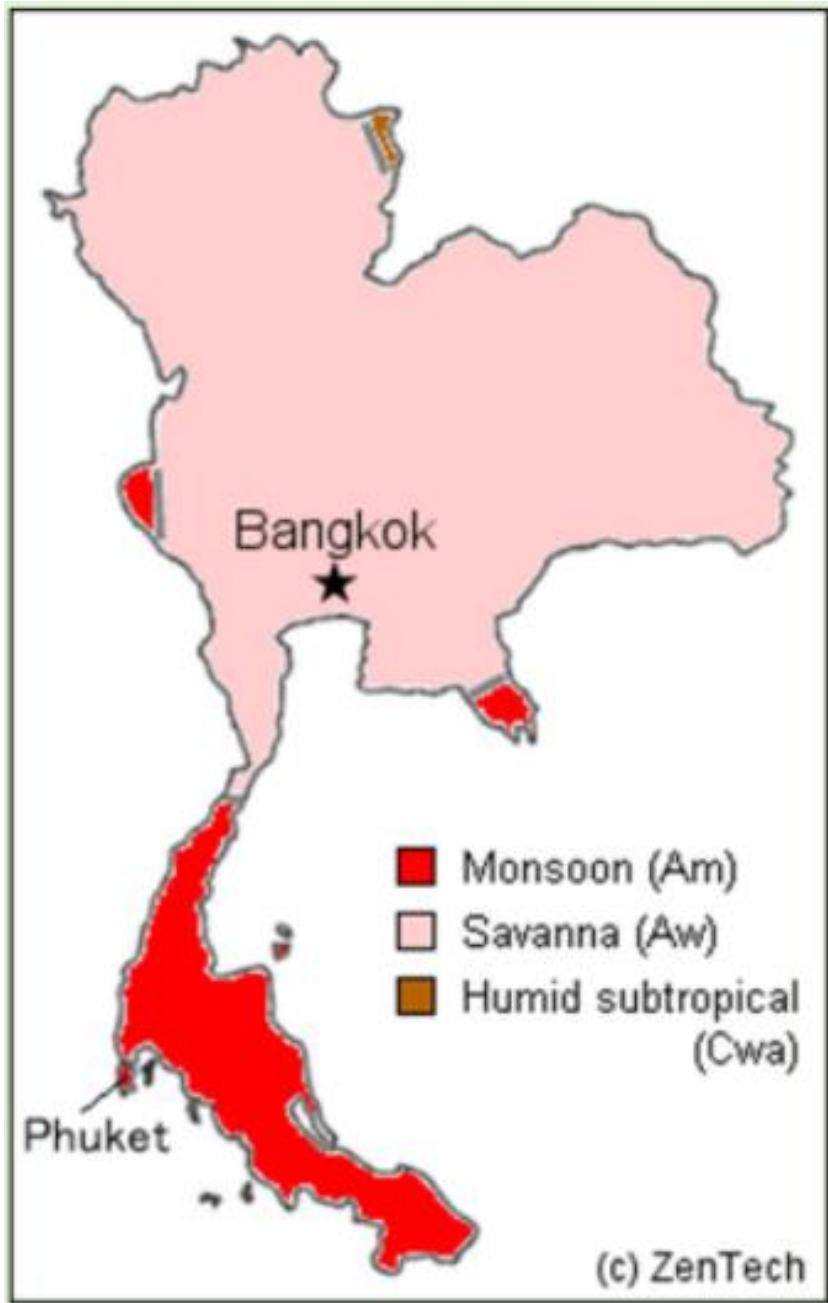 Bangkok
Monsoon (Am)
Savanna (Aw)
Humid subtropical
(Cwa)
Phuket
(c) ZenTech